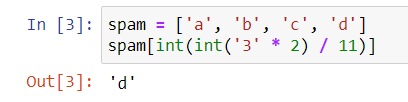 In [3]: spam = ['a', 'b', 'c', 'd']
spam[int(int('3' * 2) / 11)]
Out[3]: 'd'